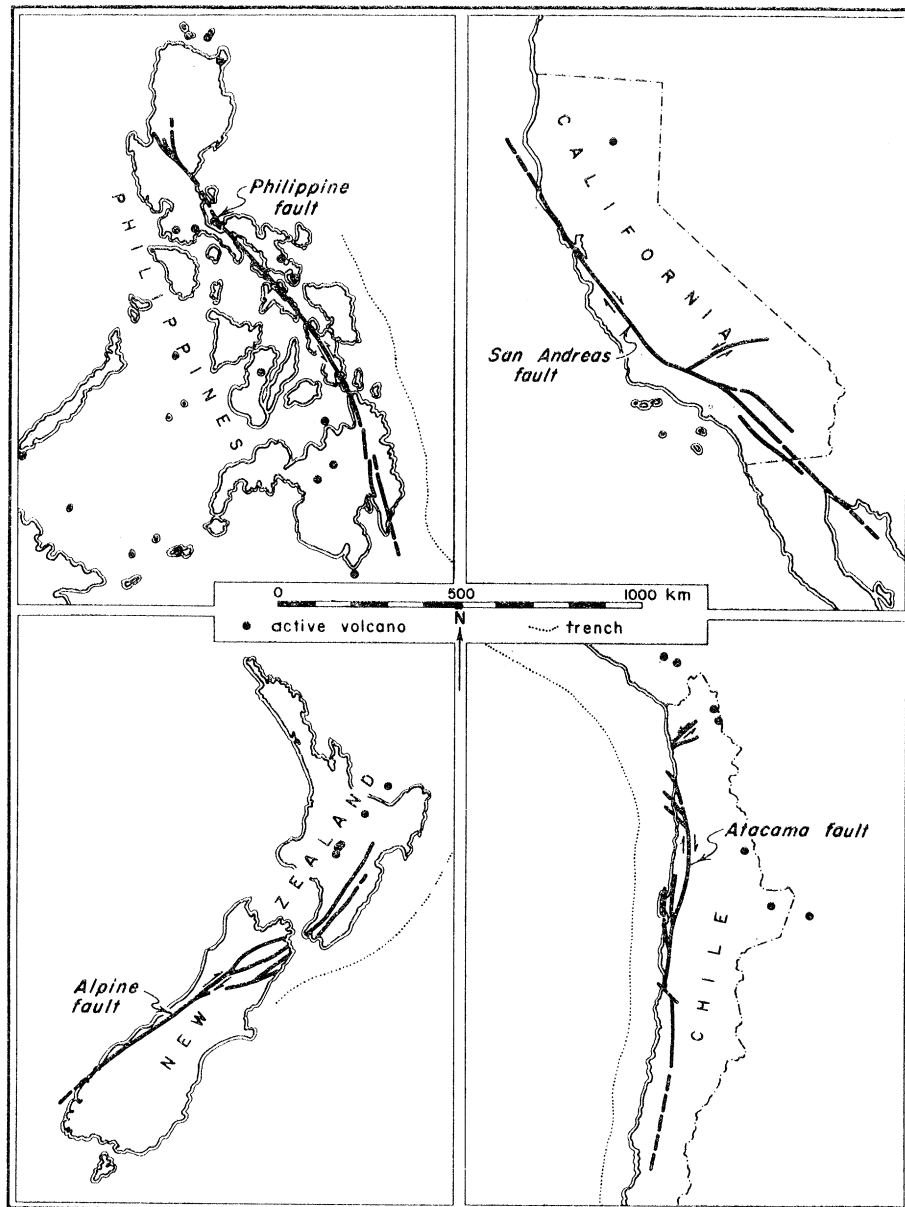 PHILIPPINES
Philippine
fault
CALIFORNIA
San Andreas
fault
0 500 1000 km
active volcano
N
trench
NEW ZEALAND
Alpine
fault
Atacama fault
CHILE